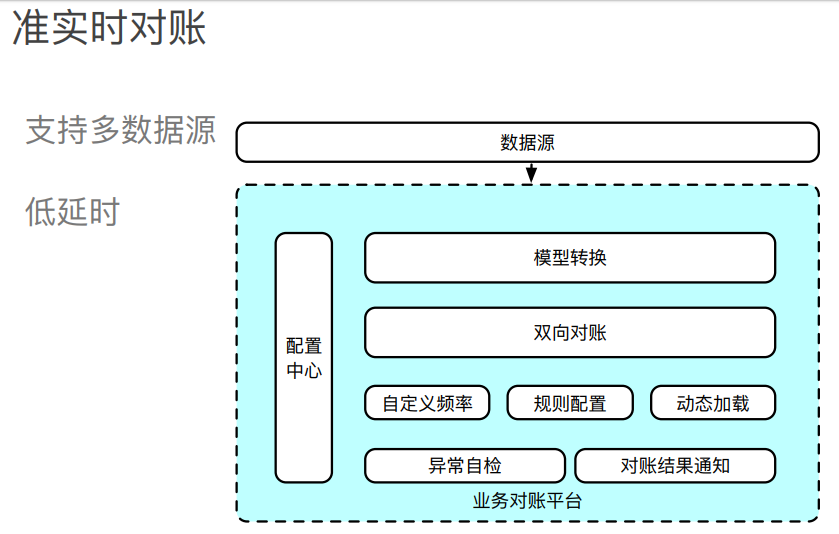 准实时对账
支持多数据源
低延时
数据源
配置
中心
模型转换
双向对账
自定义频率
规则配置
动态加载
异常自检
对账结果通知
业务对账平台